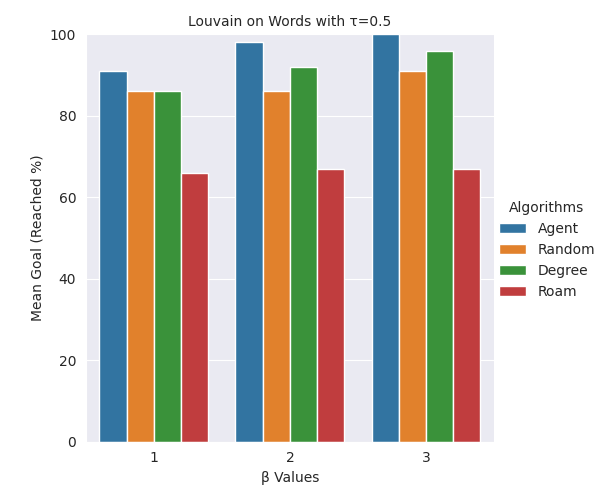 Louvain on Words with τ=0.5
Mean Goal (Reached %)
100
80
60
40
20
0
1 2 3
β Values
Algorithms
Agent
Random
Degree
Roam